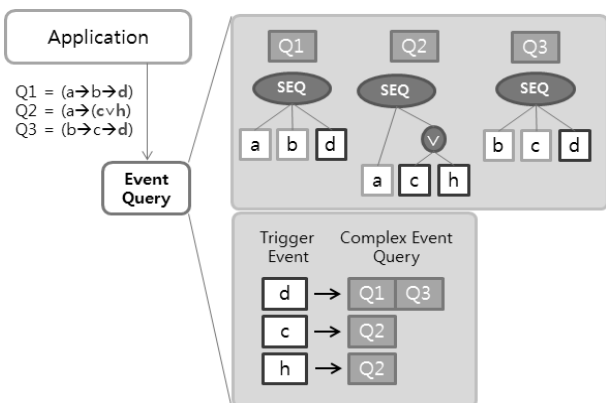 Application
Q1 = (a→b→d)
Q2 = (a→(c∨h)
Q3 = (b→c→d)
Event
Query
Q1 Q2 Q3
SEQ SEQ SEQ
∨
a b d a c h b c d
Trigger Event
Complex Event Query
d → Q1 Q3
c → Q2
h → Q2